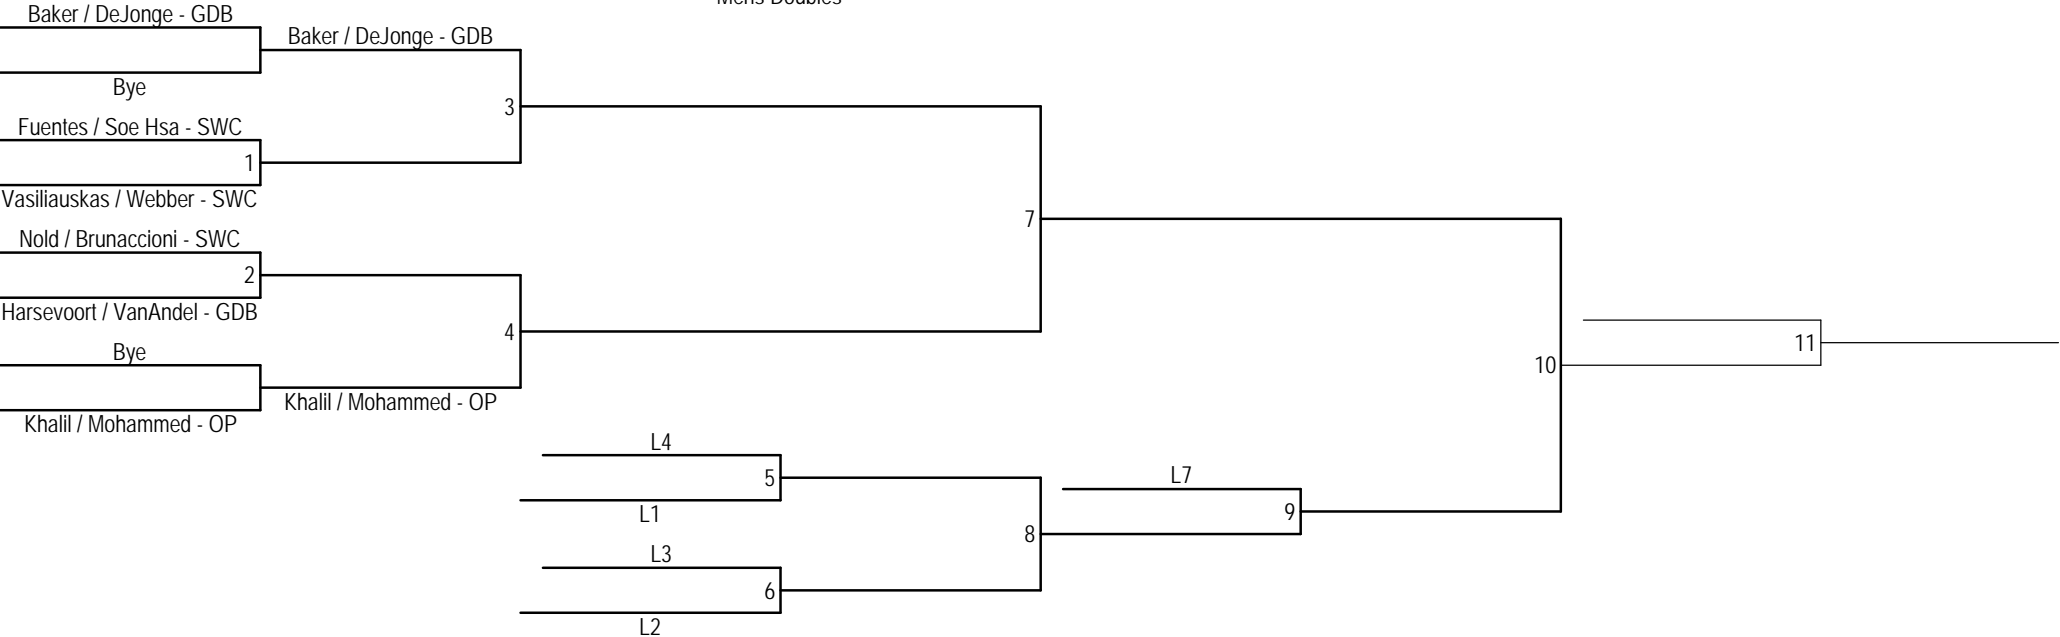 Mens Doubles
Baker / DeJonge - GDB
Baker / DeJonge - GDB
Bye
3
Fuentes / Soe Hsa - SWC
1
Vasiliauskas / Webber - SWC
7
Nold / Brunaccioni - SWC
2
Harsevoort / VanAndel - GDB
4
11
Bye
10
Khalil / Mohammed - OP
Khalil / Mohammed - OP
L4
5
L7
L1
9
8
L3
6
L2